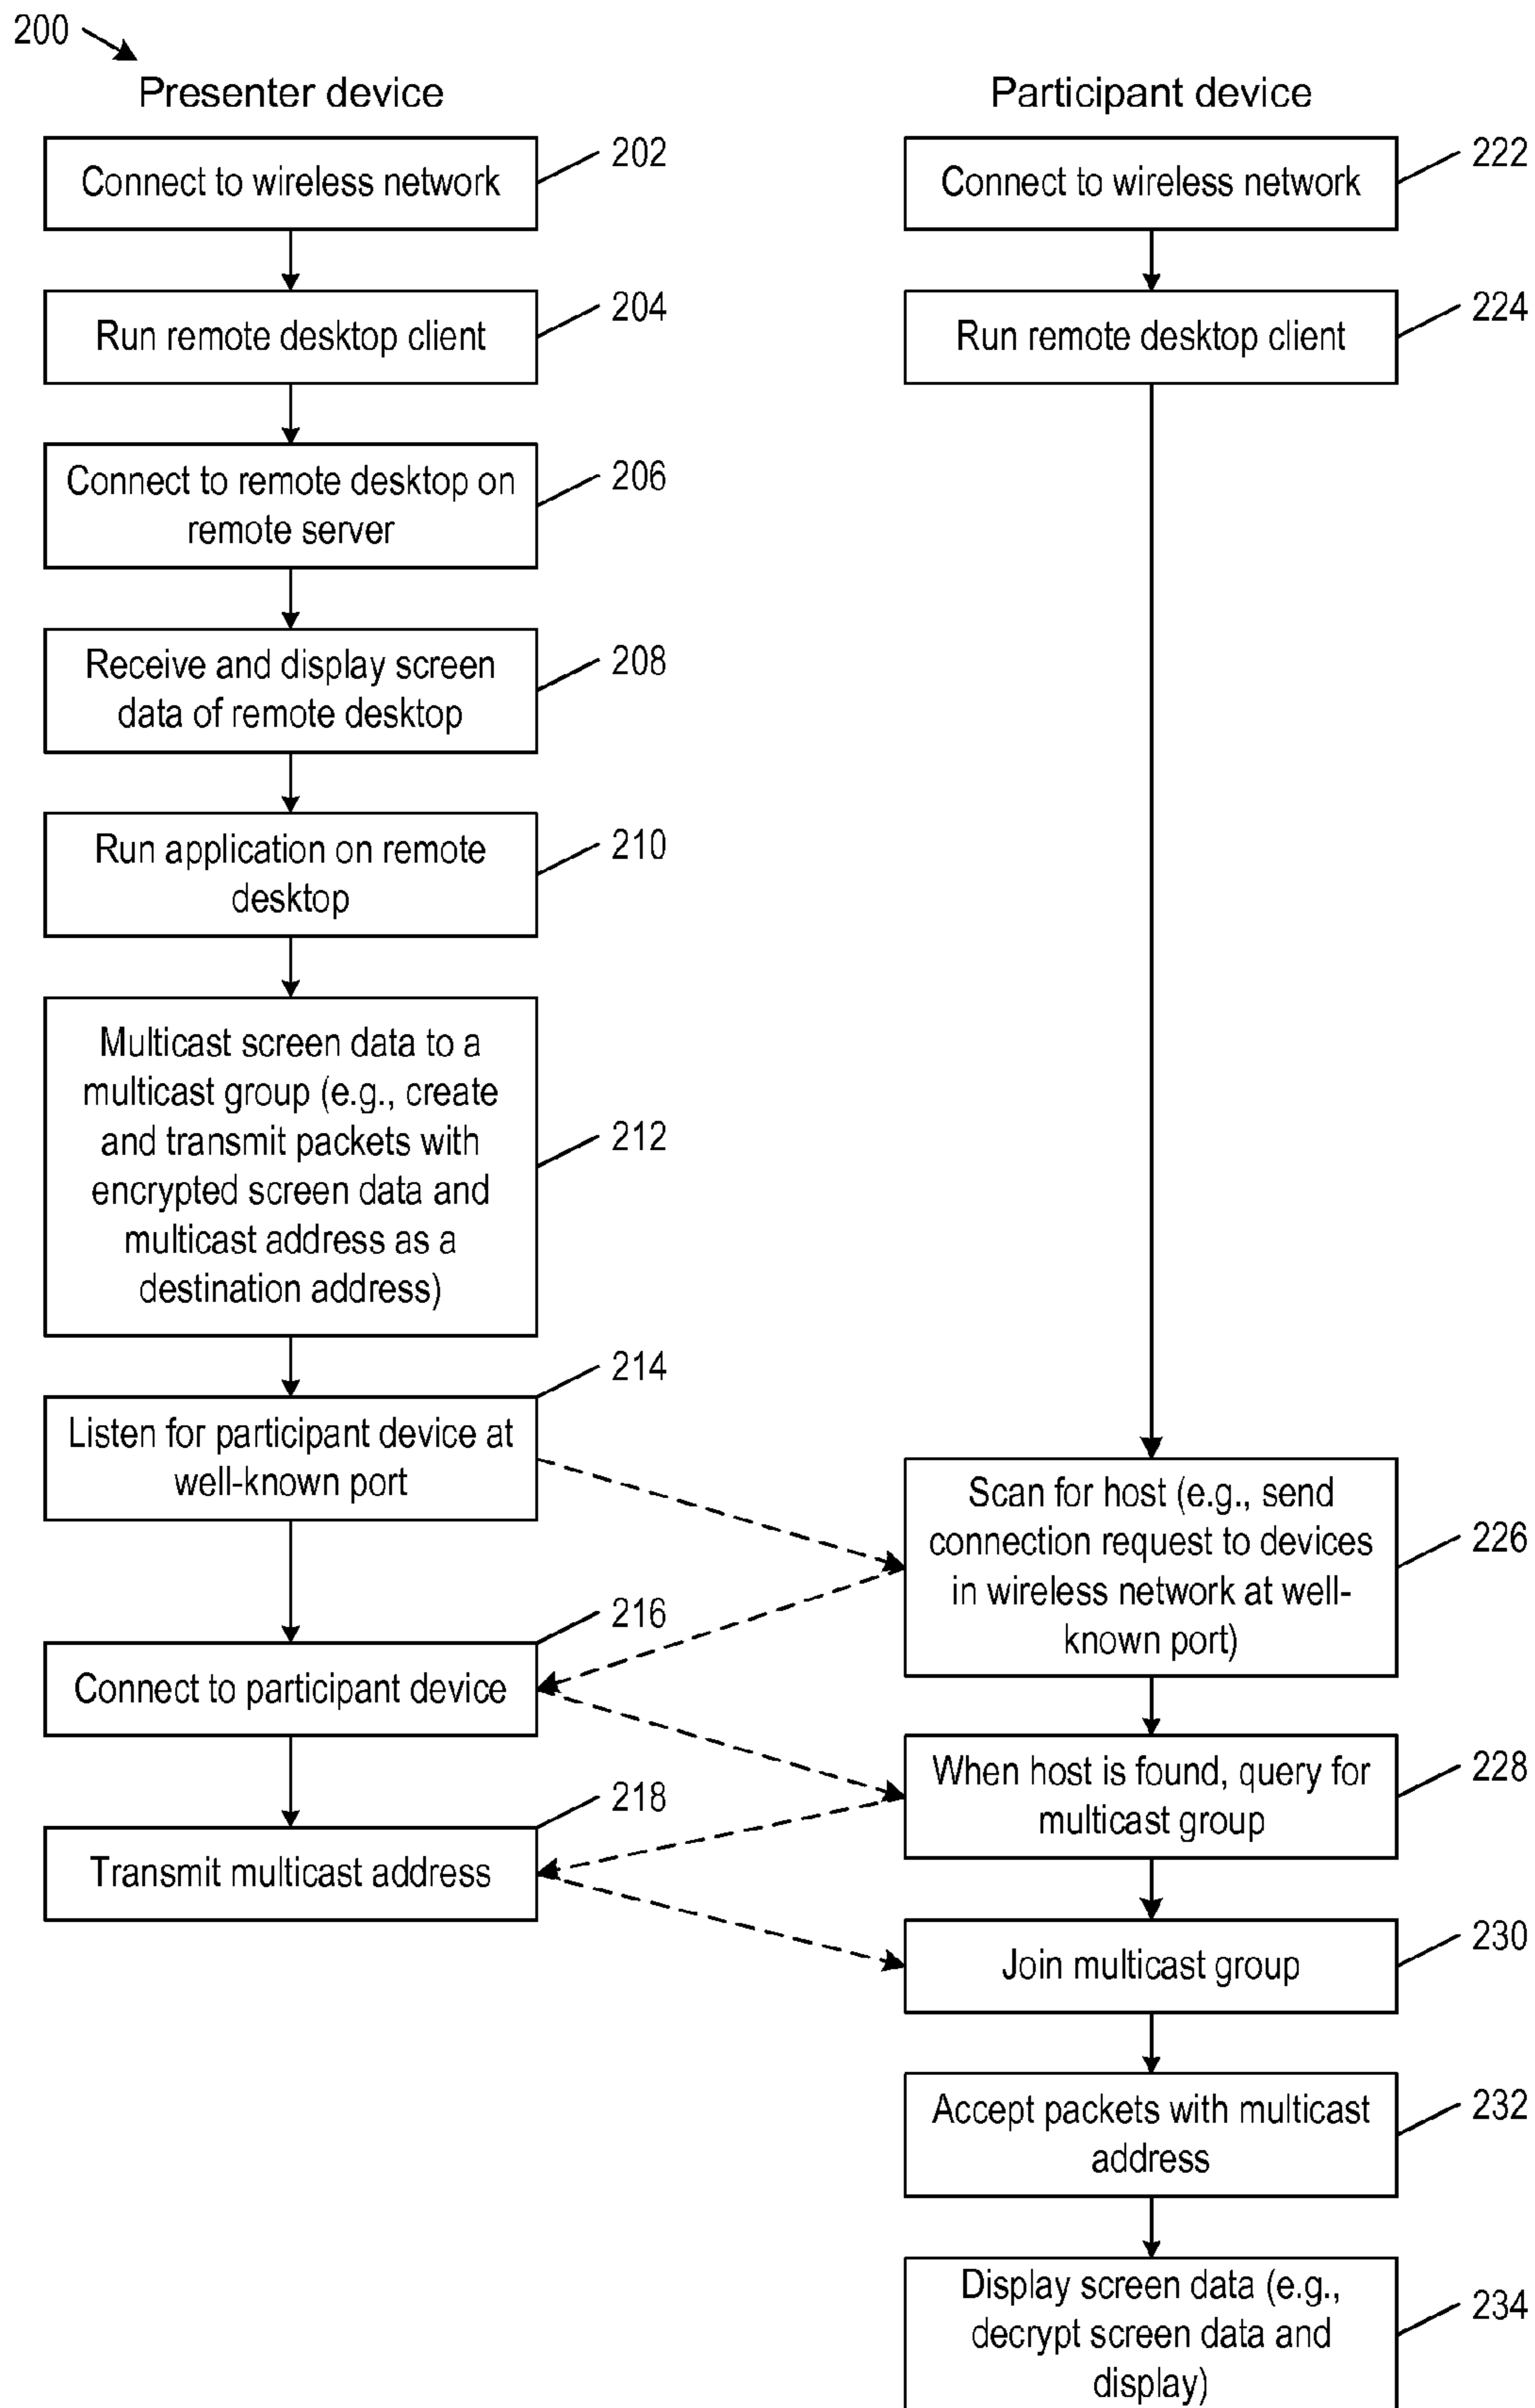 200
Presenter device
Connect to wireless network
202
Run remote desktop client
204
Connect to remote desktop on
remote server
206
Receive and display screen
data of remote desktop
208
Run application on remote
desktop
210
Multicast screen data to a
multicast group (e.g., create
and transmit packets with
encrypted screen data and
multicast address as a
destination address)
212
Listen for participant device at
well-known port
214
Connect to participant device
216
Transmit multicast address
218
Participant device
Connect to wireless network
222
Run remote desktop client
224
Scan for host (e.g., send
connection request to devices
in wireless network at well-
known port)
226
When host is found, query for
multicast group
228
Join multicast group
230
Accept packets with multicast
address
232
Display screen data (e.g.,
decrypt screen data and
display)
234